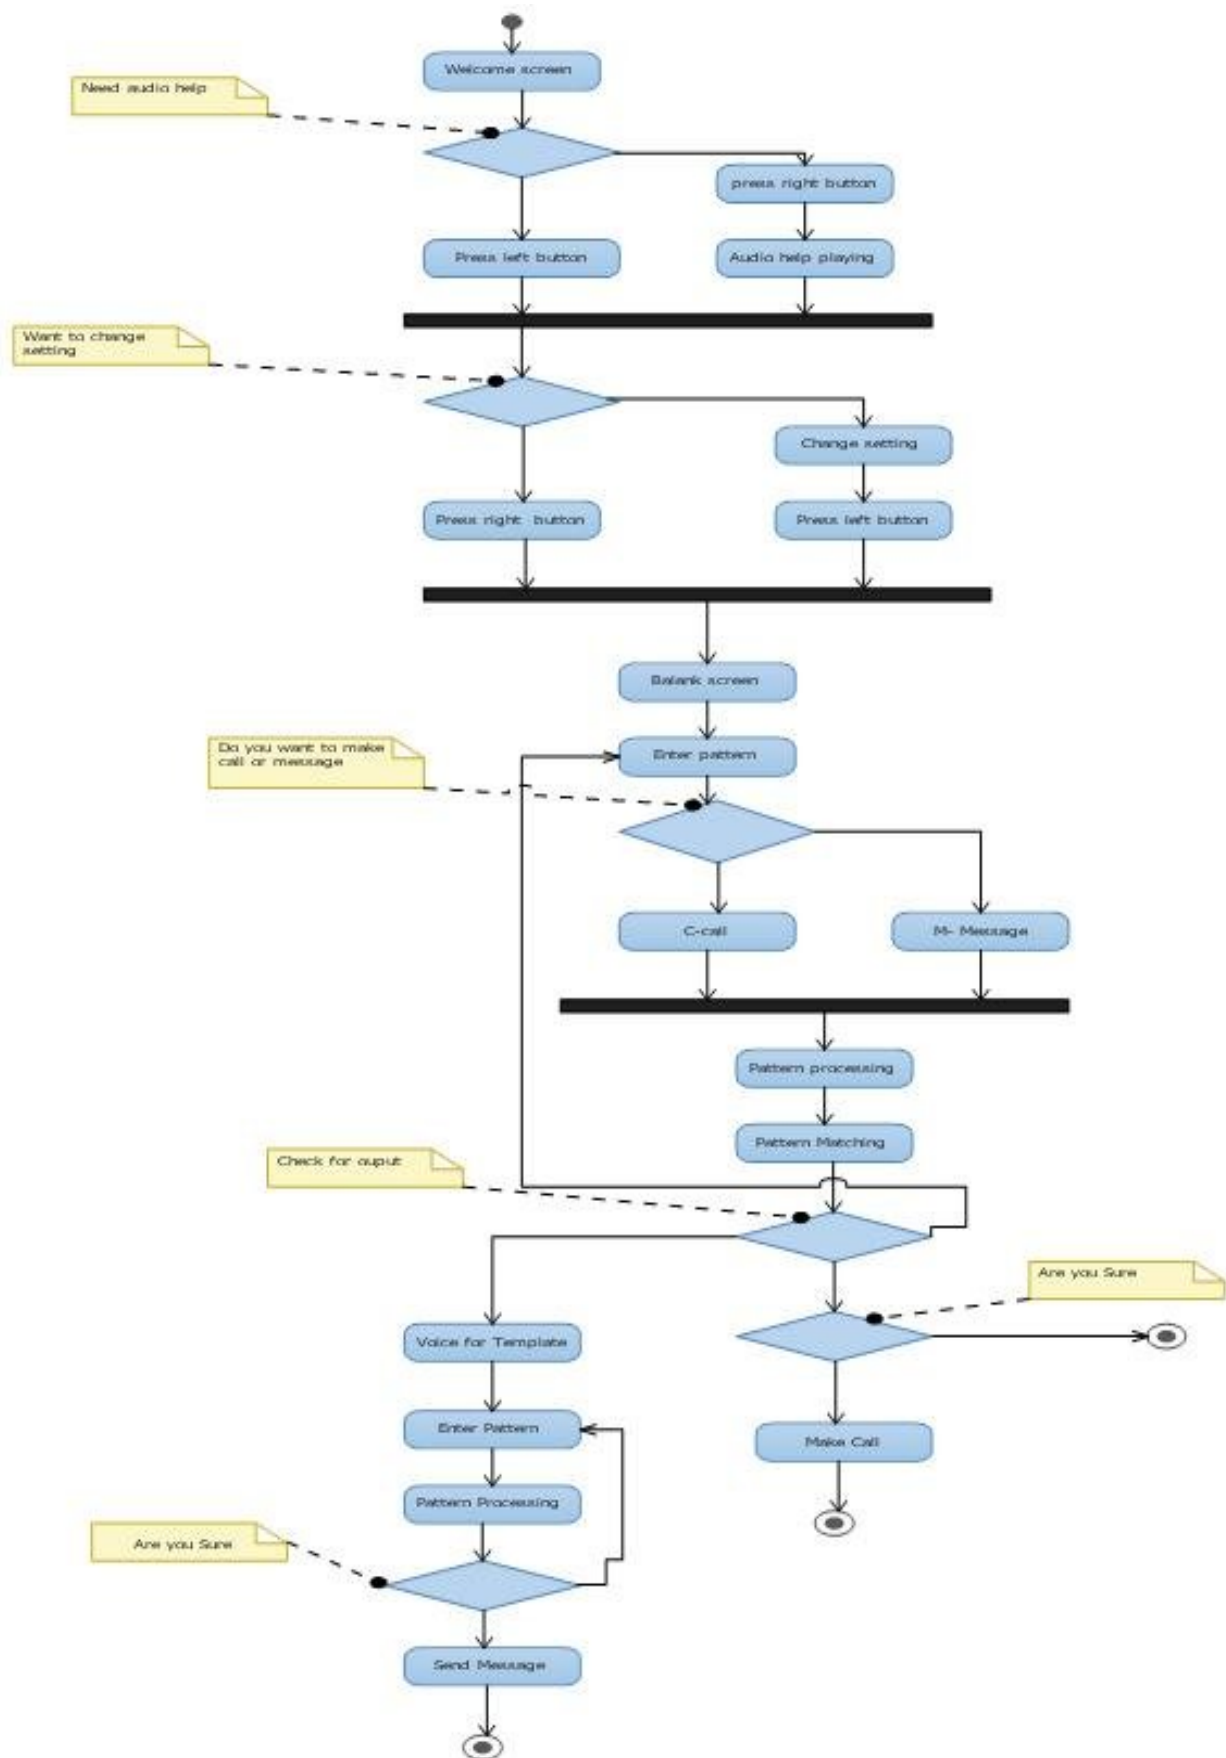 Welcome screen
Need audio help
press right button
Press left button
Audio help playing
Want to change
setting
Change setting
Press right button
Press left button
Balank screen
Do you want to make
call or message
Enter pattern
C-call
M- Message
Pattern processing
Pattern Matching
Check for ouput
Are you Sure
Voice for Template
Enter Pattern
Make Call
Pattern Processing
Are you Sure
Send Message